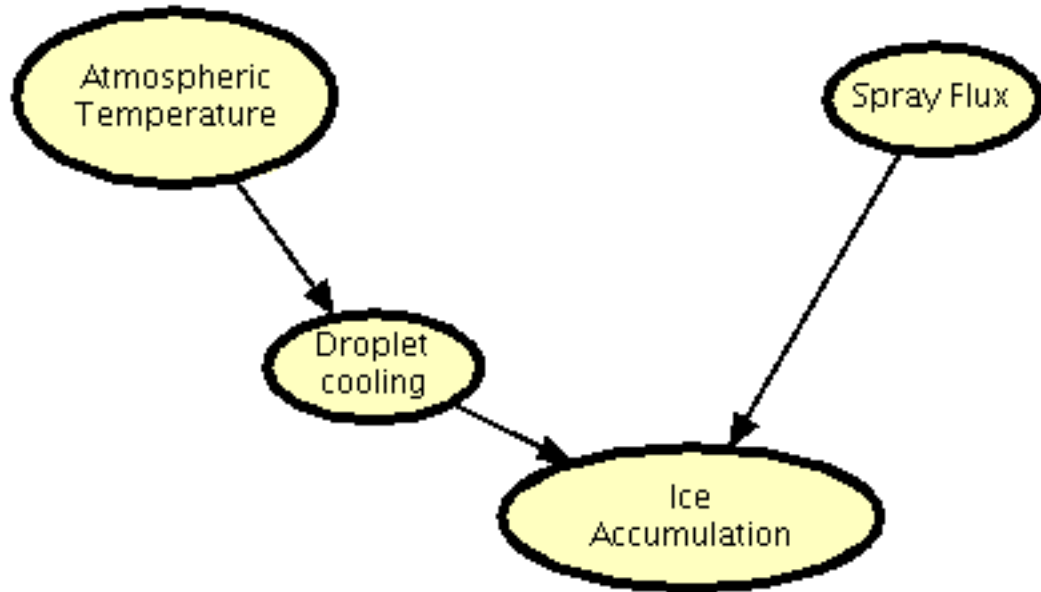 Atmospheric
Temperature
Spray Flux
Droplet
cooling
Ice
Accumulation